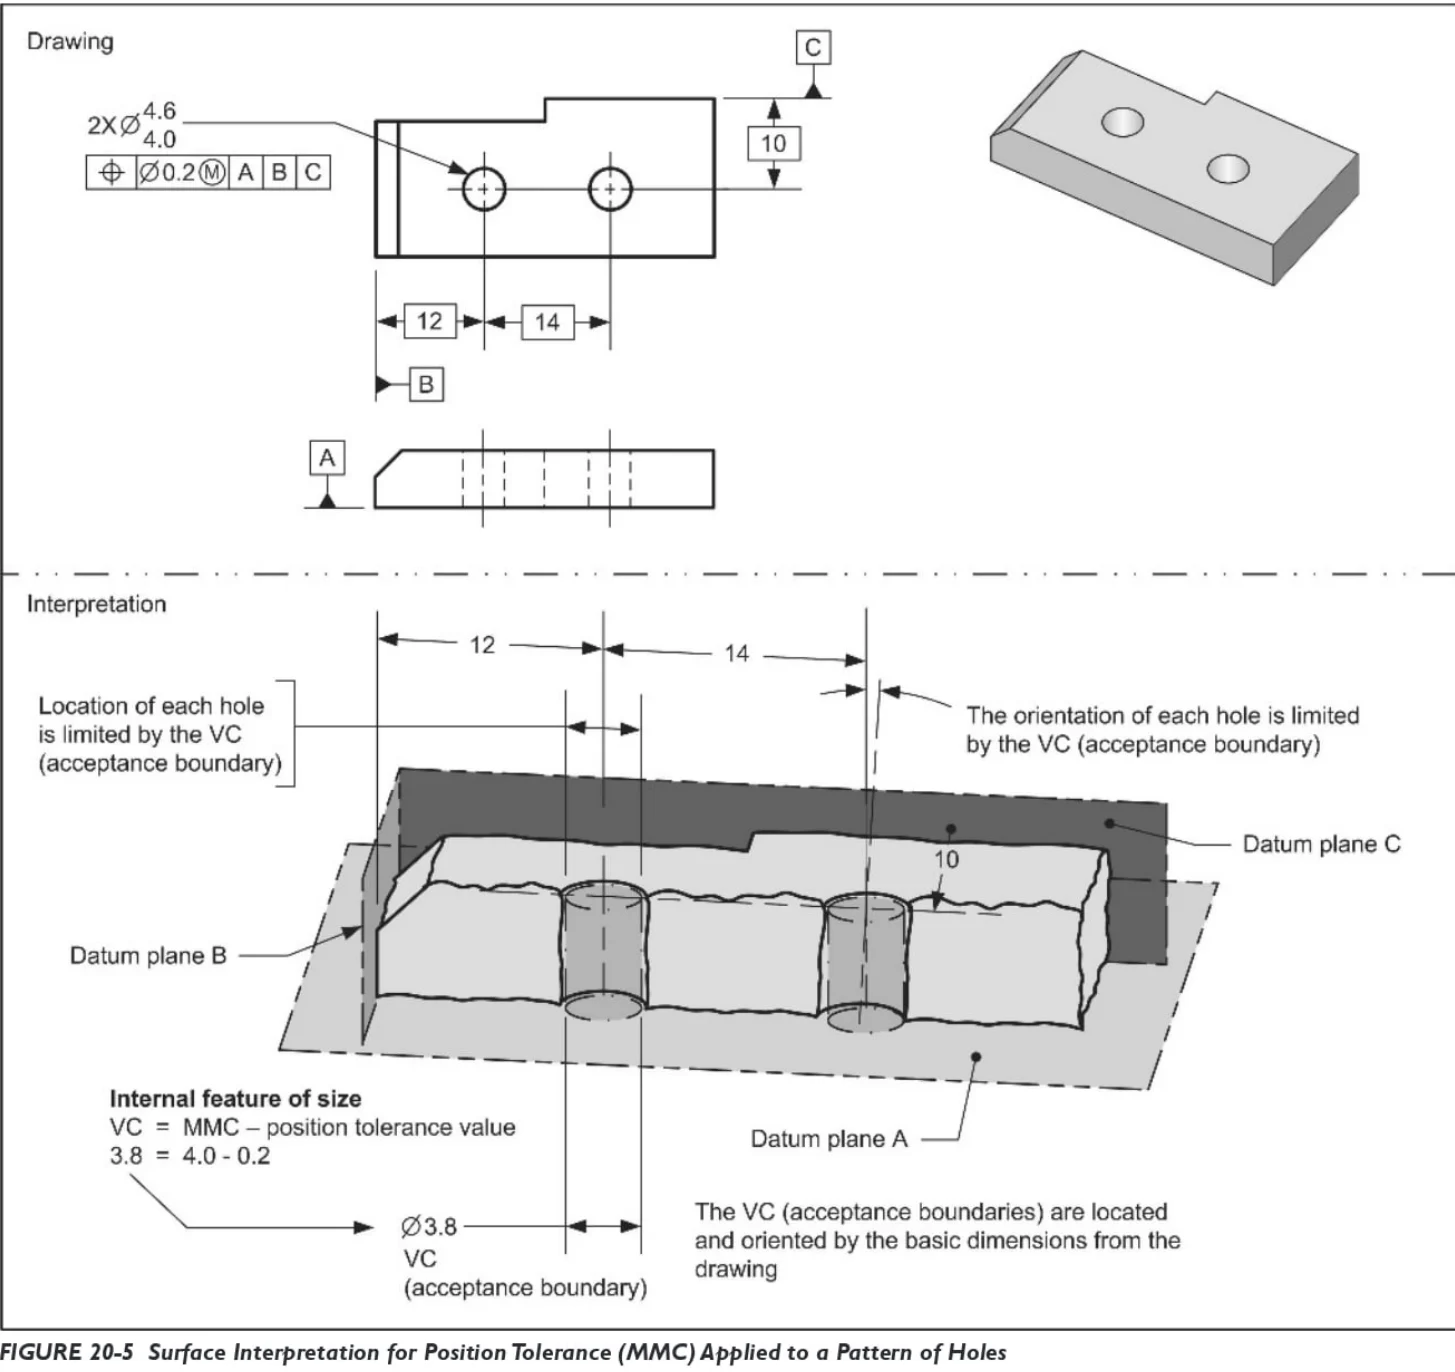 Drawing
C
2X Ø 4.6
4.0
⌖ Ø0.2Ⓜ A B C
10
12
14
B
A
Interpretation
12
14
Location of each hole
is limited by the VC
(acceptance boundary)
The orientation of each hole is limited
by the VC (acceptance boundary)
10
Datum plane C
Datum plane B
Internal feature of size
VC = MMC – position tolerance value
3.8 = 4.0 - 0.2
Datum plane A
Ø3.8
VC
(acceptance boundary)
The VC (acceptance boundaries) are located
and oriented by the basic dimensions from the
drawing
FIGURE 20-5 Surface Interpretation for Position Tolerance (MMC) Applied to a Pattern of Holes